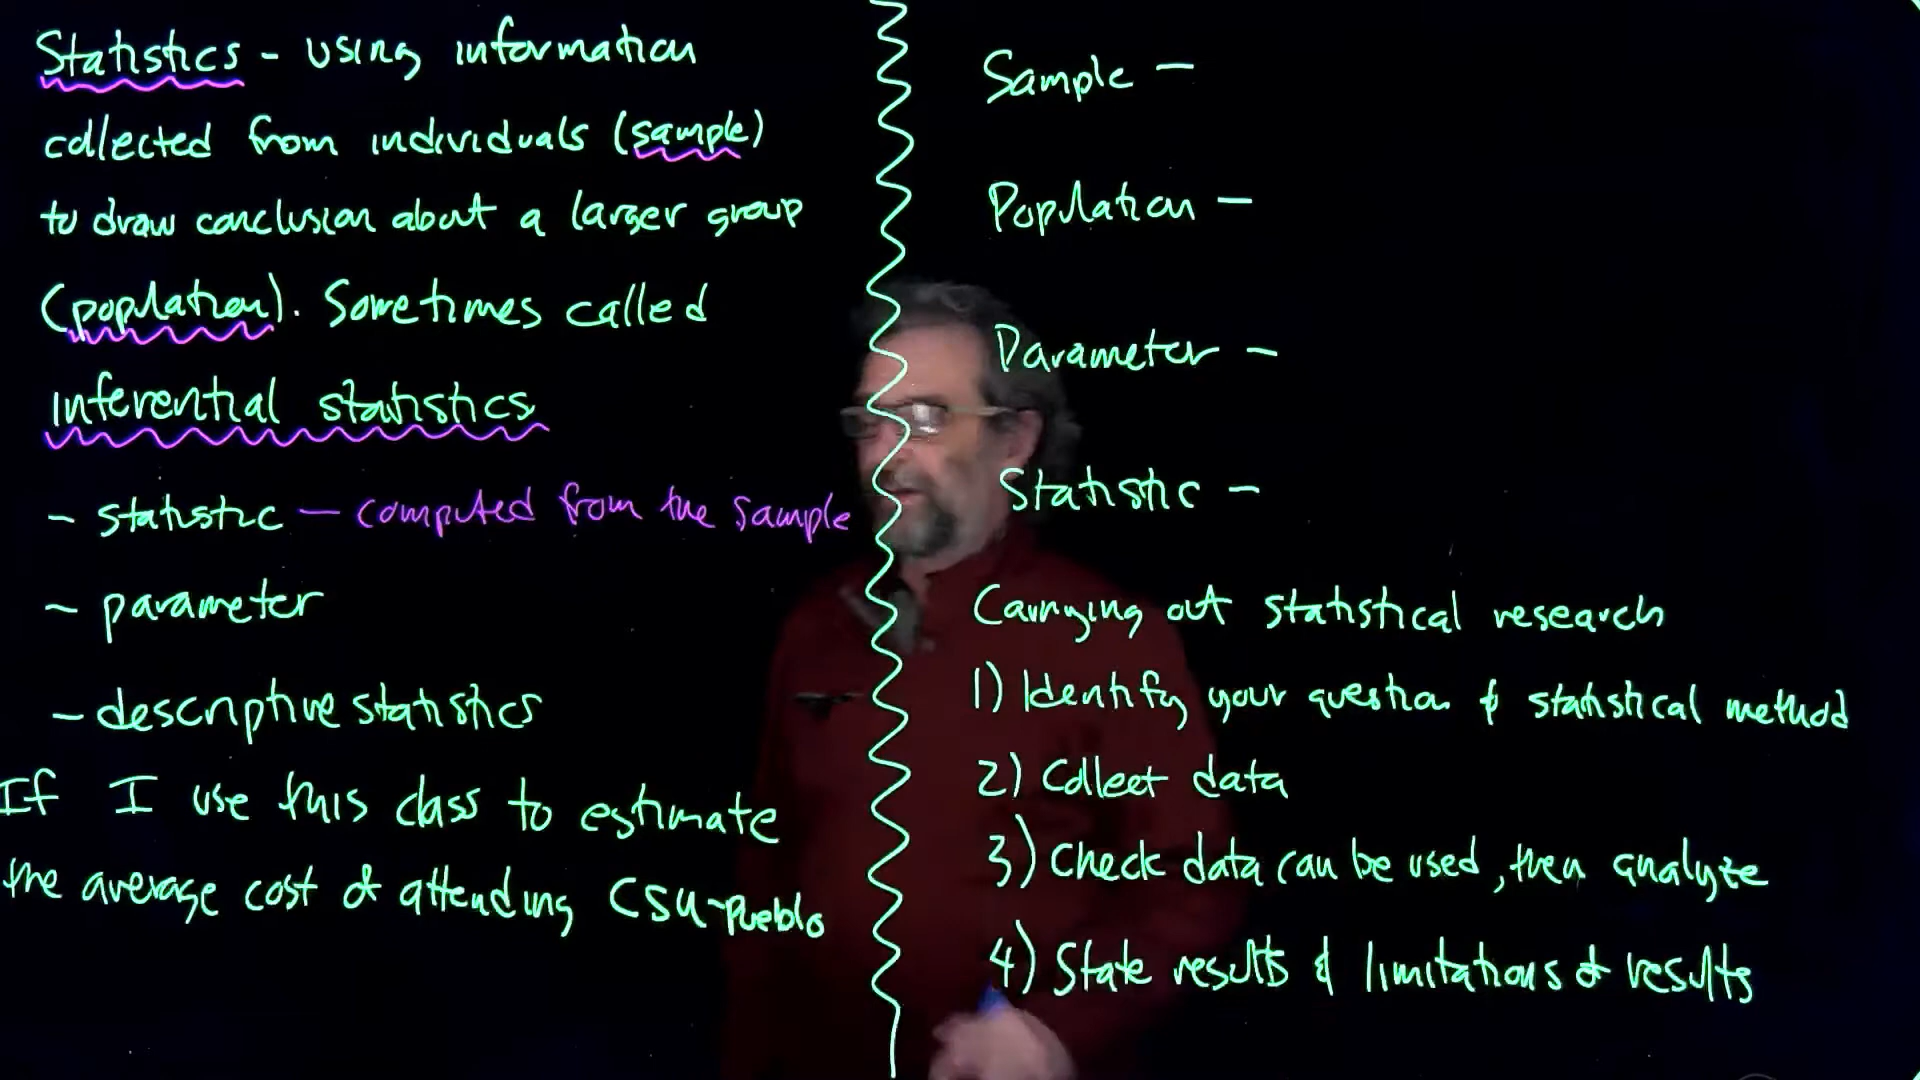 Statistics - using information
collected from individuals (sample)
to draw conclusion about a larger group
(population). Sometimes called
inferential statistics
- statistic - computed from the sample
- parameter
- descriptive statistics
If I use this class to estimate
the average cost of attending CSU-Pueblo
Sample -
Population -
Parameter -
Statistic -
Carrying out statistical research
1) Identify your question & statistical method
2) Collect data
3) Check data can be used, then analyze
4) State results & limitations of results